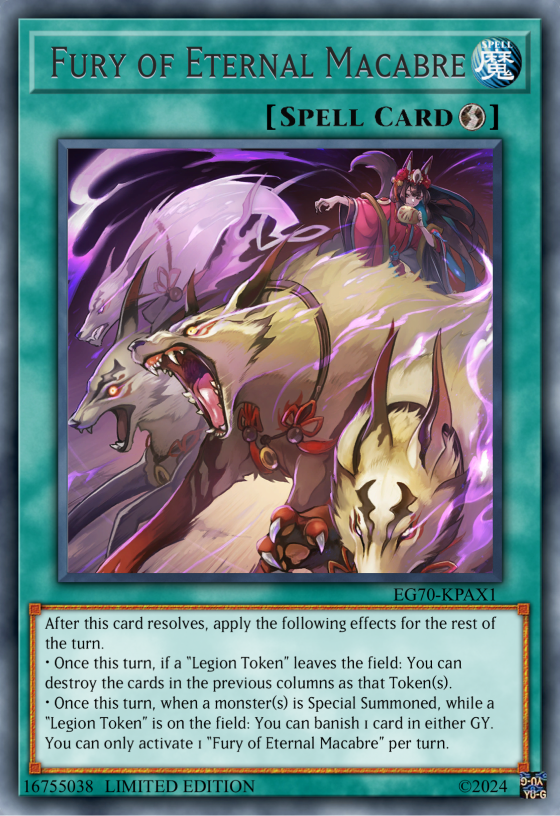 Fury of Eternal Macabre
SPELL
魔
[Spell Card]
EG70-KPAX1
After this card resolves, apply the following effects for the rest of
the turn.
• Once this turn, if a "Legion Token" leaves the field: You can
destroy the cards in the previous columns as that Token(s).
• Once this turn, when a monster(s) is Special Summoned, while a
"Legion Token" is on the field: You can banish 1 card in either GY.
You can only activate 1 "Fury of Eternal Macabre" per turn.
16755038 LIMITED EDITION ©2024